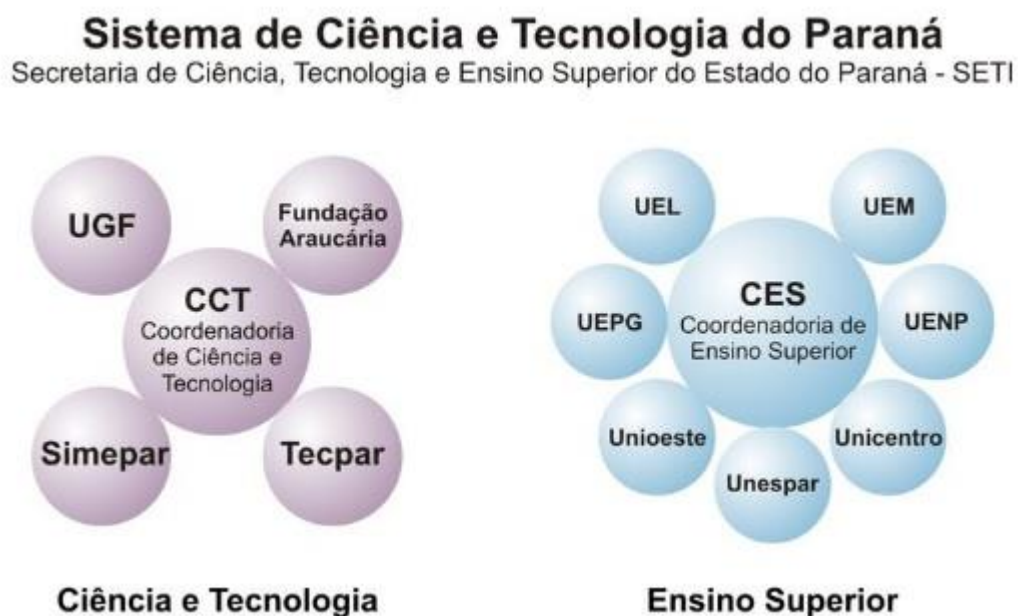 Sistema de Ciência e Tecnologia do Paraná
Secretaria de Ciência, Tecnologia e Ensino Superior do Estado do Paraná - SETI
UGF
Fundação
Araucária
CCT
Coordenadoria
de Ciência e
Tecnologia
Simepar
Tecpar
Ciência e Tecnologia
UEL
UEM
UEPG
CES
Coordenadoria de
Ensino Superior
UENP
Unioeste
Unicentro
Unespar
Ensino Superior